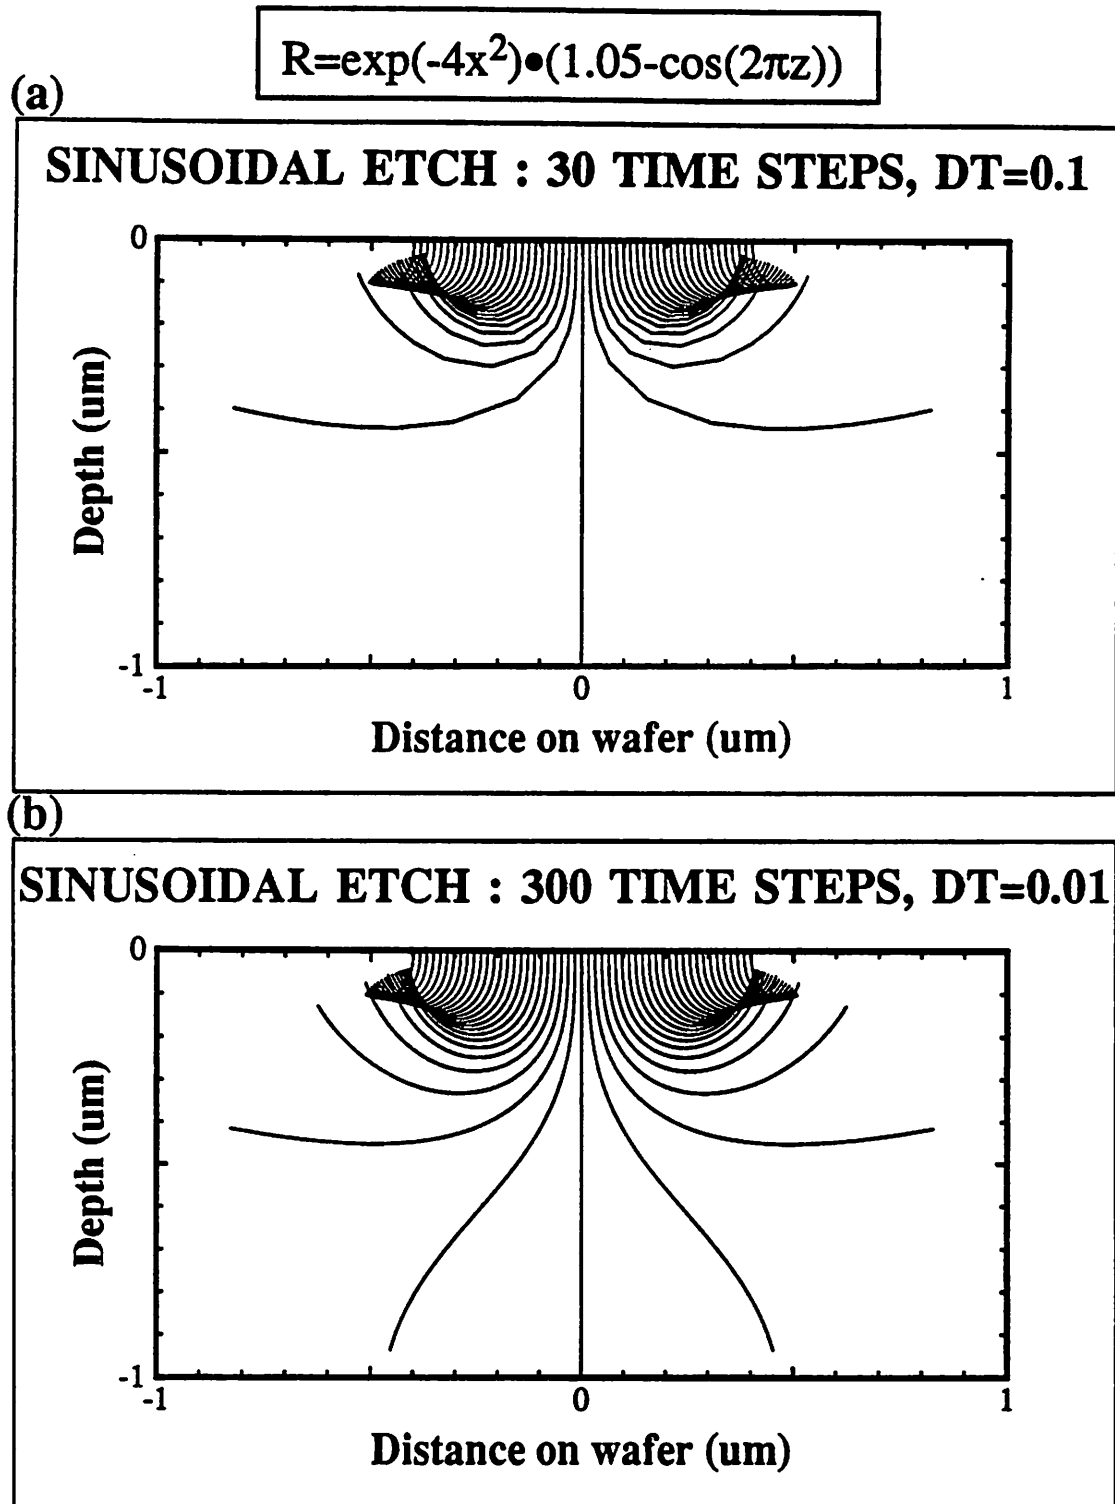 R=exp(-4x²)•(1.05-cos(2πz))
(a)
SINUSOIDAL ETCH : 30 TIME STEPS, DT=0.1
0
Depth (um)
-1
-1 0 1
Distance on wafer (um)
(b)
SINUSOIDAL ETCH : 300 TIME STEPS, DT=0.01
0
Depth (um)
-1
-1 0 1
Distance on wafer (um)